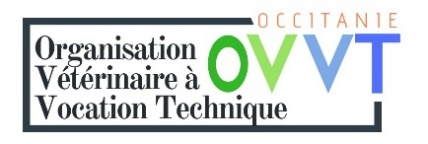 OCCITANIE
Organisation
Vétérinaire à
Vocation Technique
OVVT